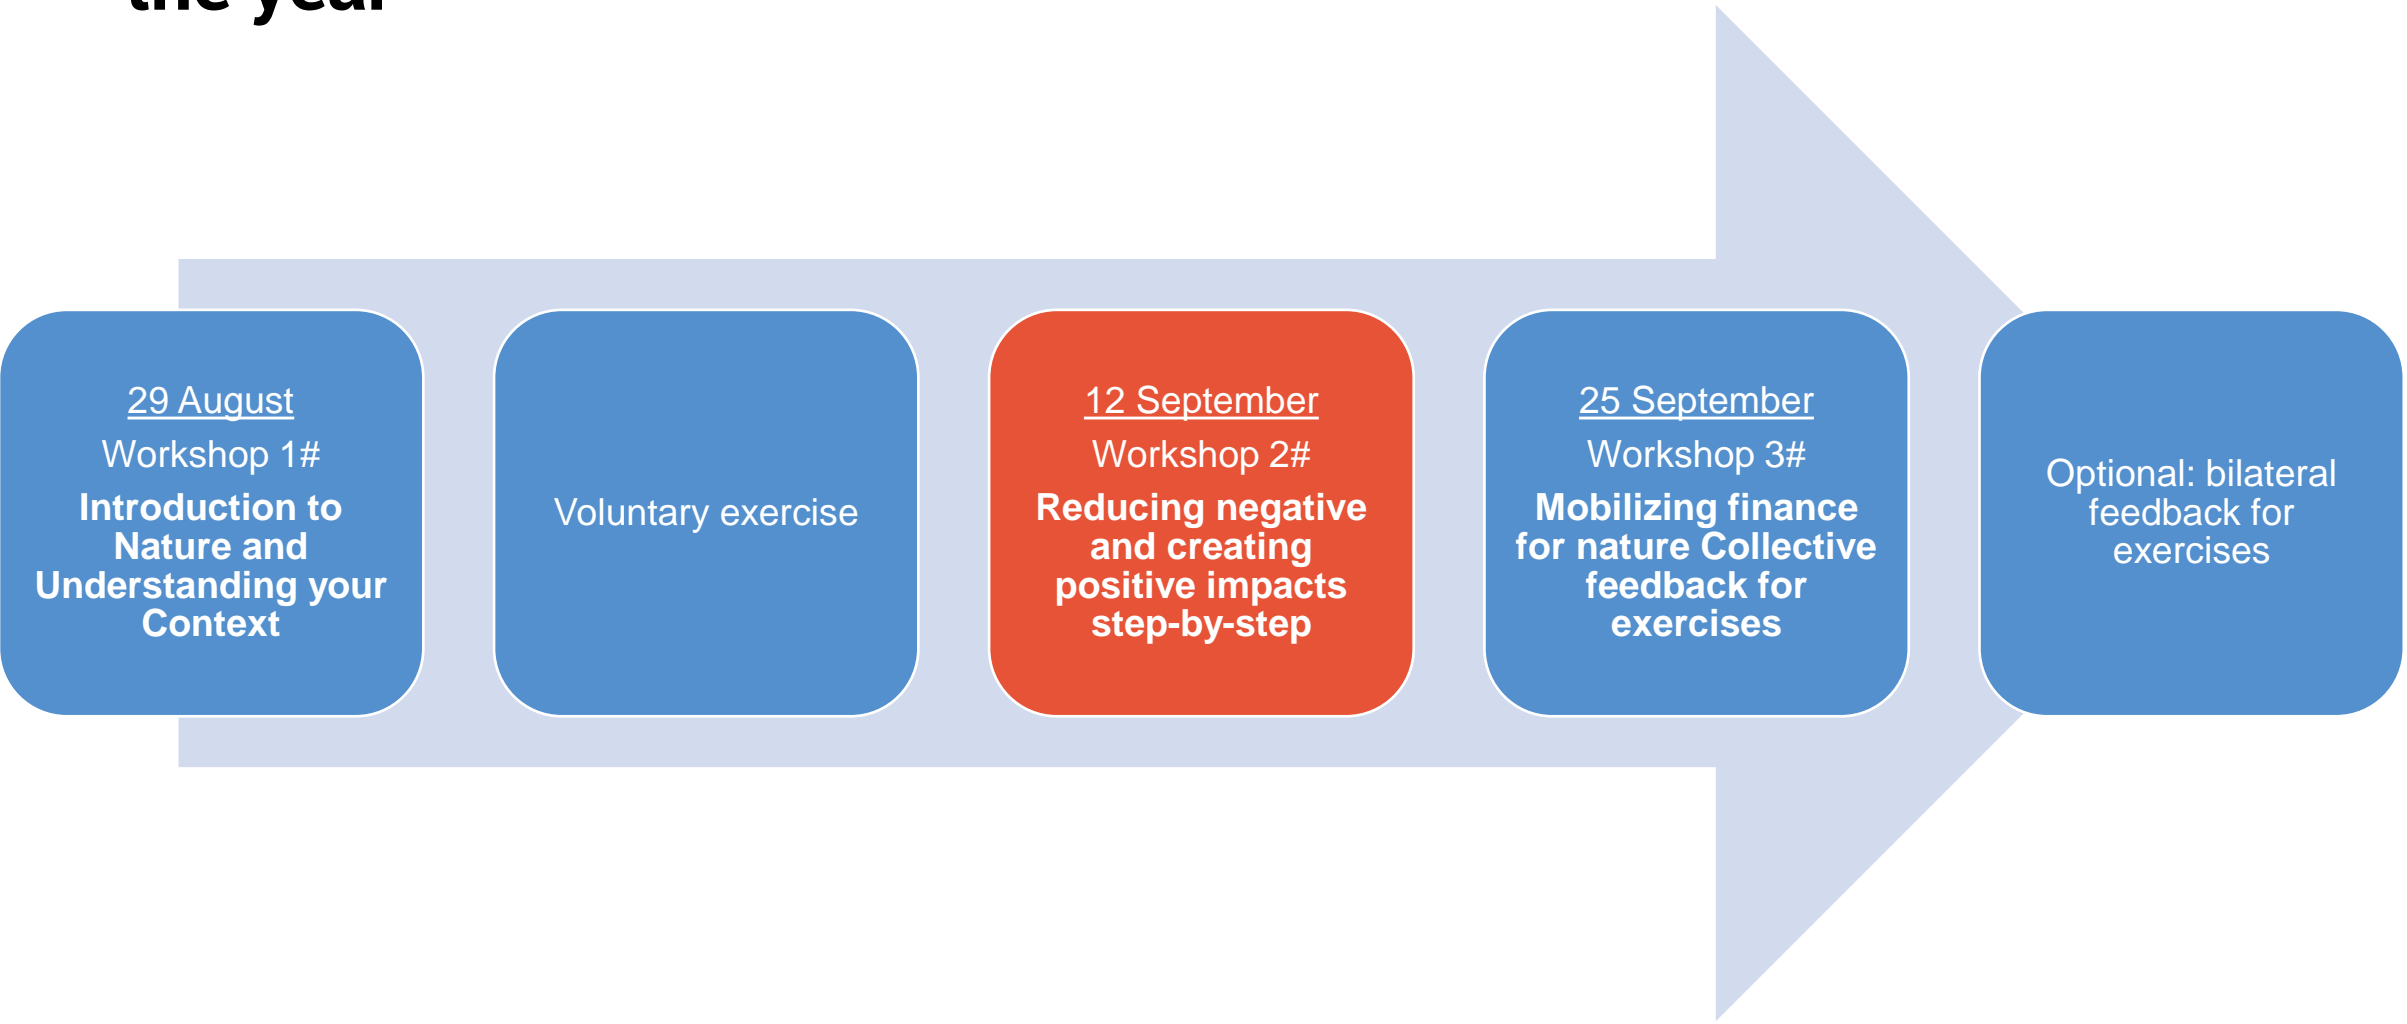 the year
29 August
Workshop 1#
Introduction to
Nature and
Understanding your
Context
Voluntary exercise
12 September
Workshop 2#
Reducing negative
and creating
positive impacts
step-by-step
25 September
Workshop 3#
Mobilizing finance
for nature Collective
feedback for
exercises
Optional: bilateral
feedback for
exercises